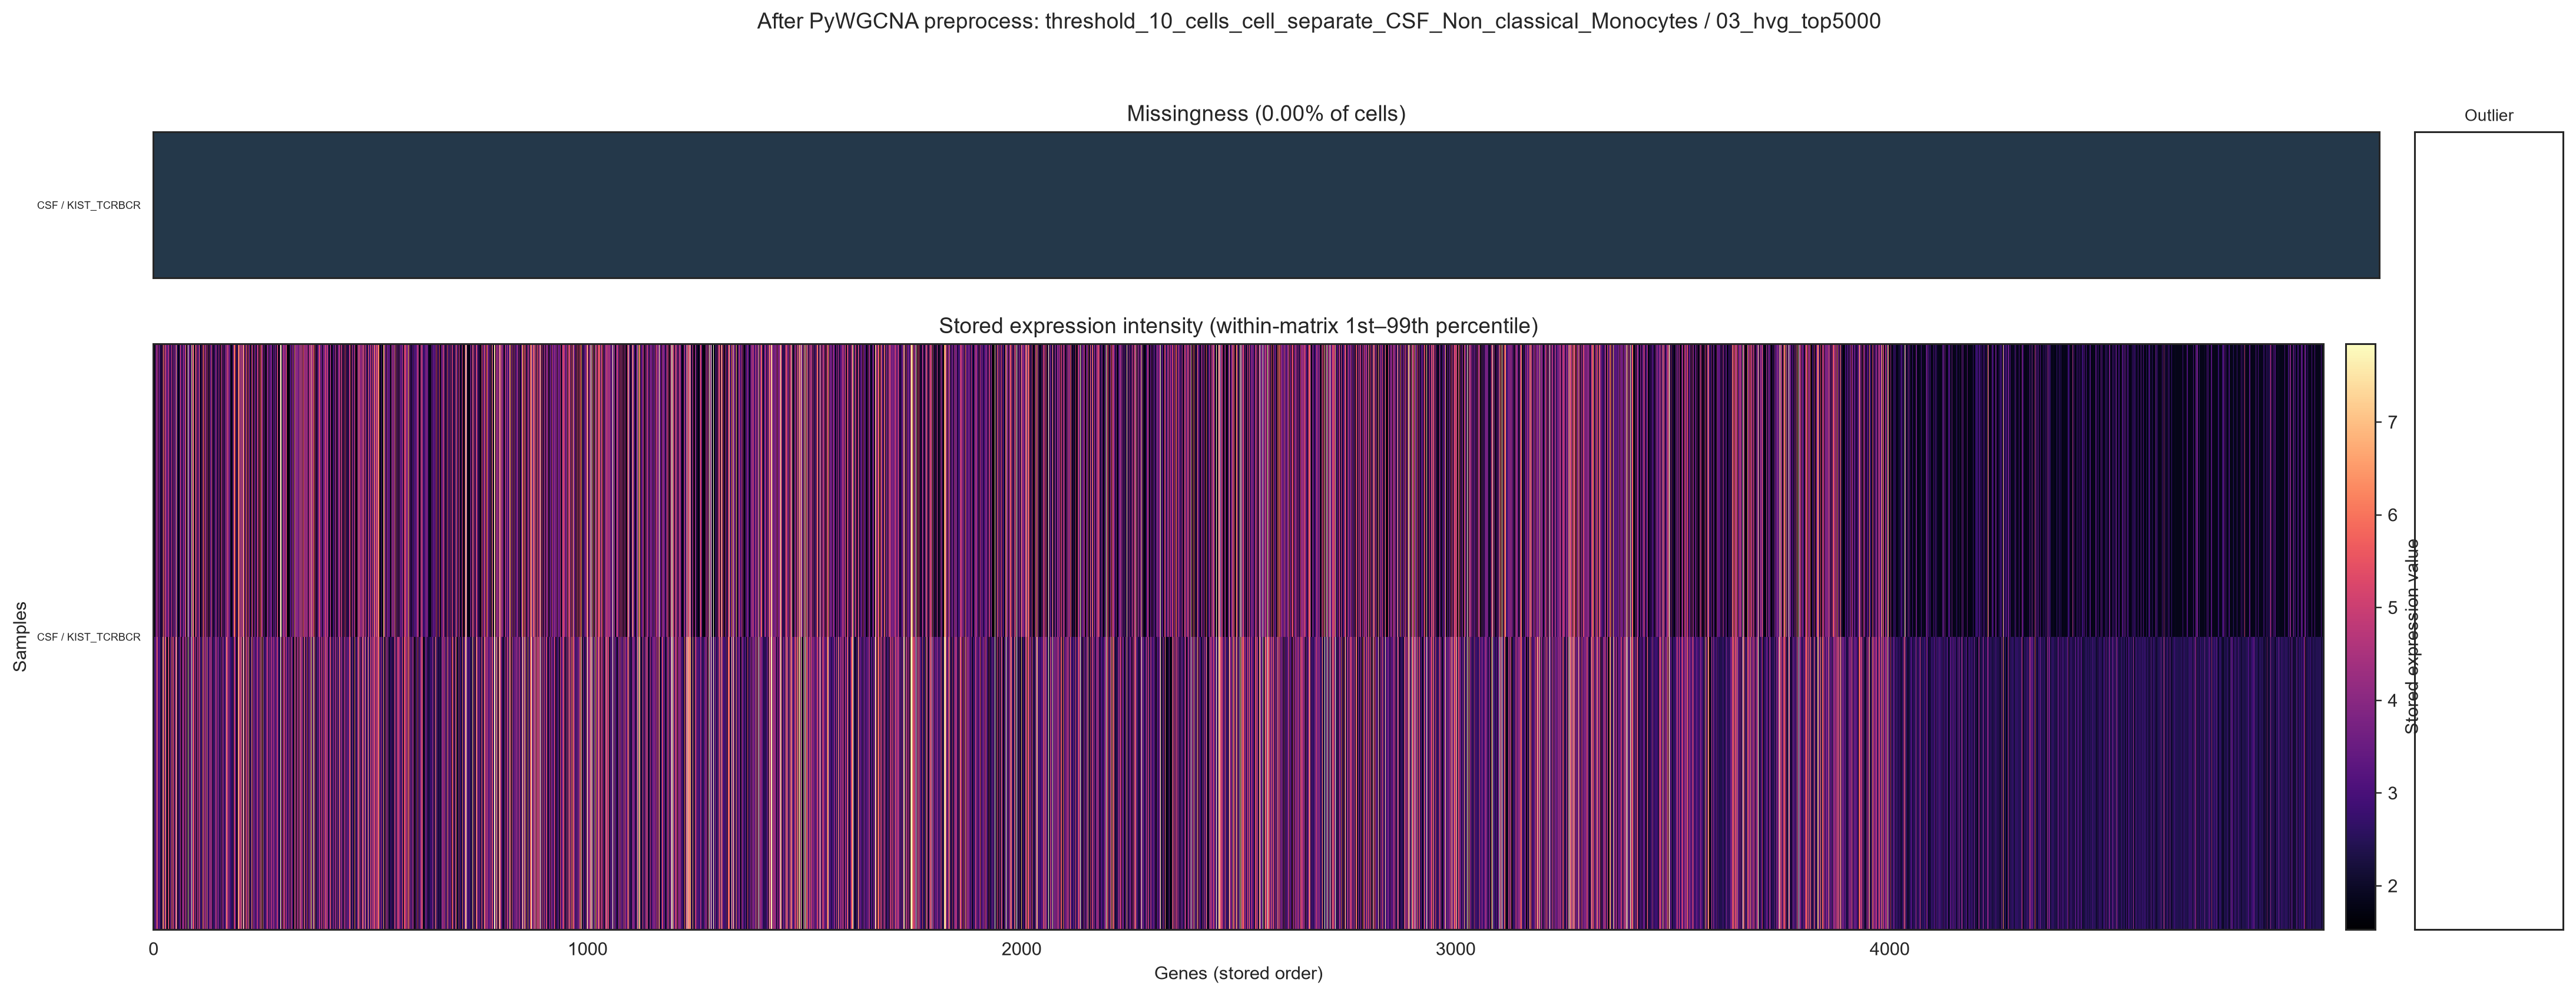 After PyWGCNA preprocess: threshold_10_cells_cell_separate_CSF_Non_classical_Monocytes / 03_hvg_top5000
Missingness (0.00% of cells)
Outlier
CSF / KIST_TCRBCR
Stored expression intensity (within-matrix 1st–99th percentile)
Samples
CSF / KIST_TCRBCR
7
6
5
4
3
2
Stored expression value
0
1000
2000
3000
4000
Genes (stored order)